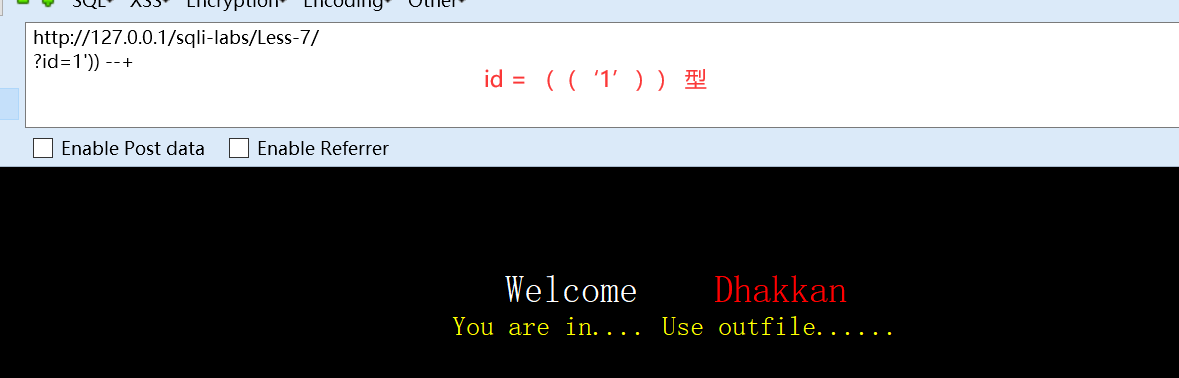 SQL XSS Encryption Encoding Other
http://127.0.0.1/sqli-labs/Less-7/
?id=1')) --+
id = （（‘1’）） 型
Enable Post data Enable Referrer
Welcome Dhakkan
You are in.... Use outfile......